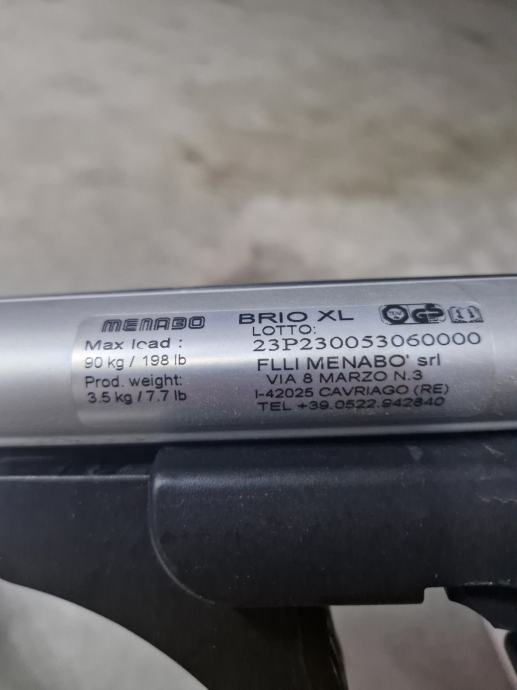 MENABO
Max load :
90 kg / 198 lb
Prod. weight:
3.5 kg / 7.7 lb
BRIO XL
LOTTO:
23P230053060000
FLLI MENABO' srl
VIA 8 MARZO N.3
I-42025 CAVRIAGO (RE)
TEL +39.0522.942840
GS